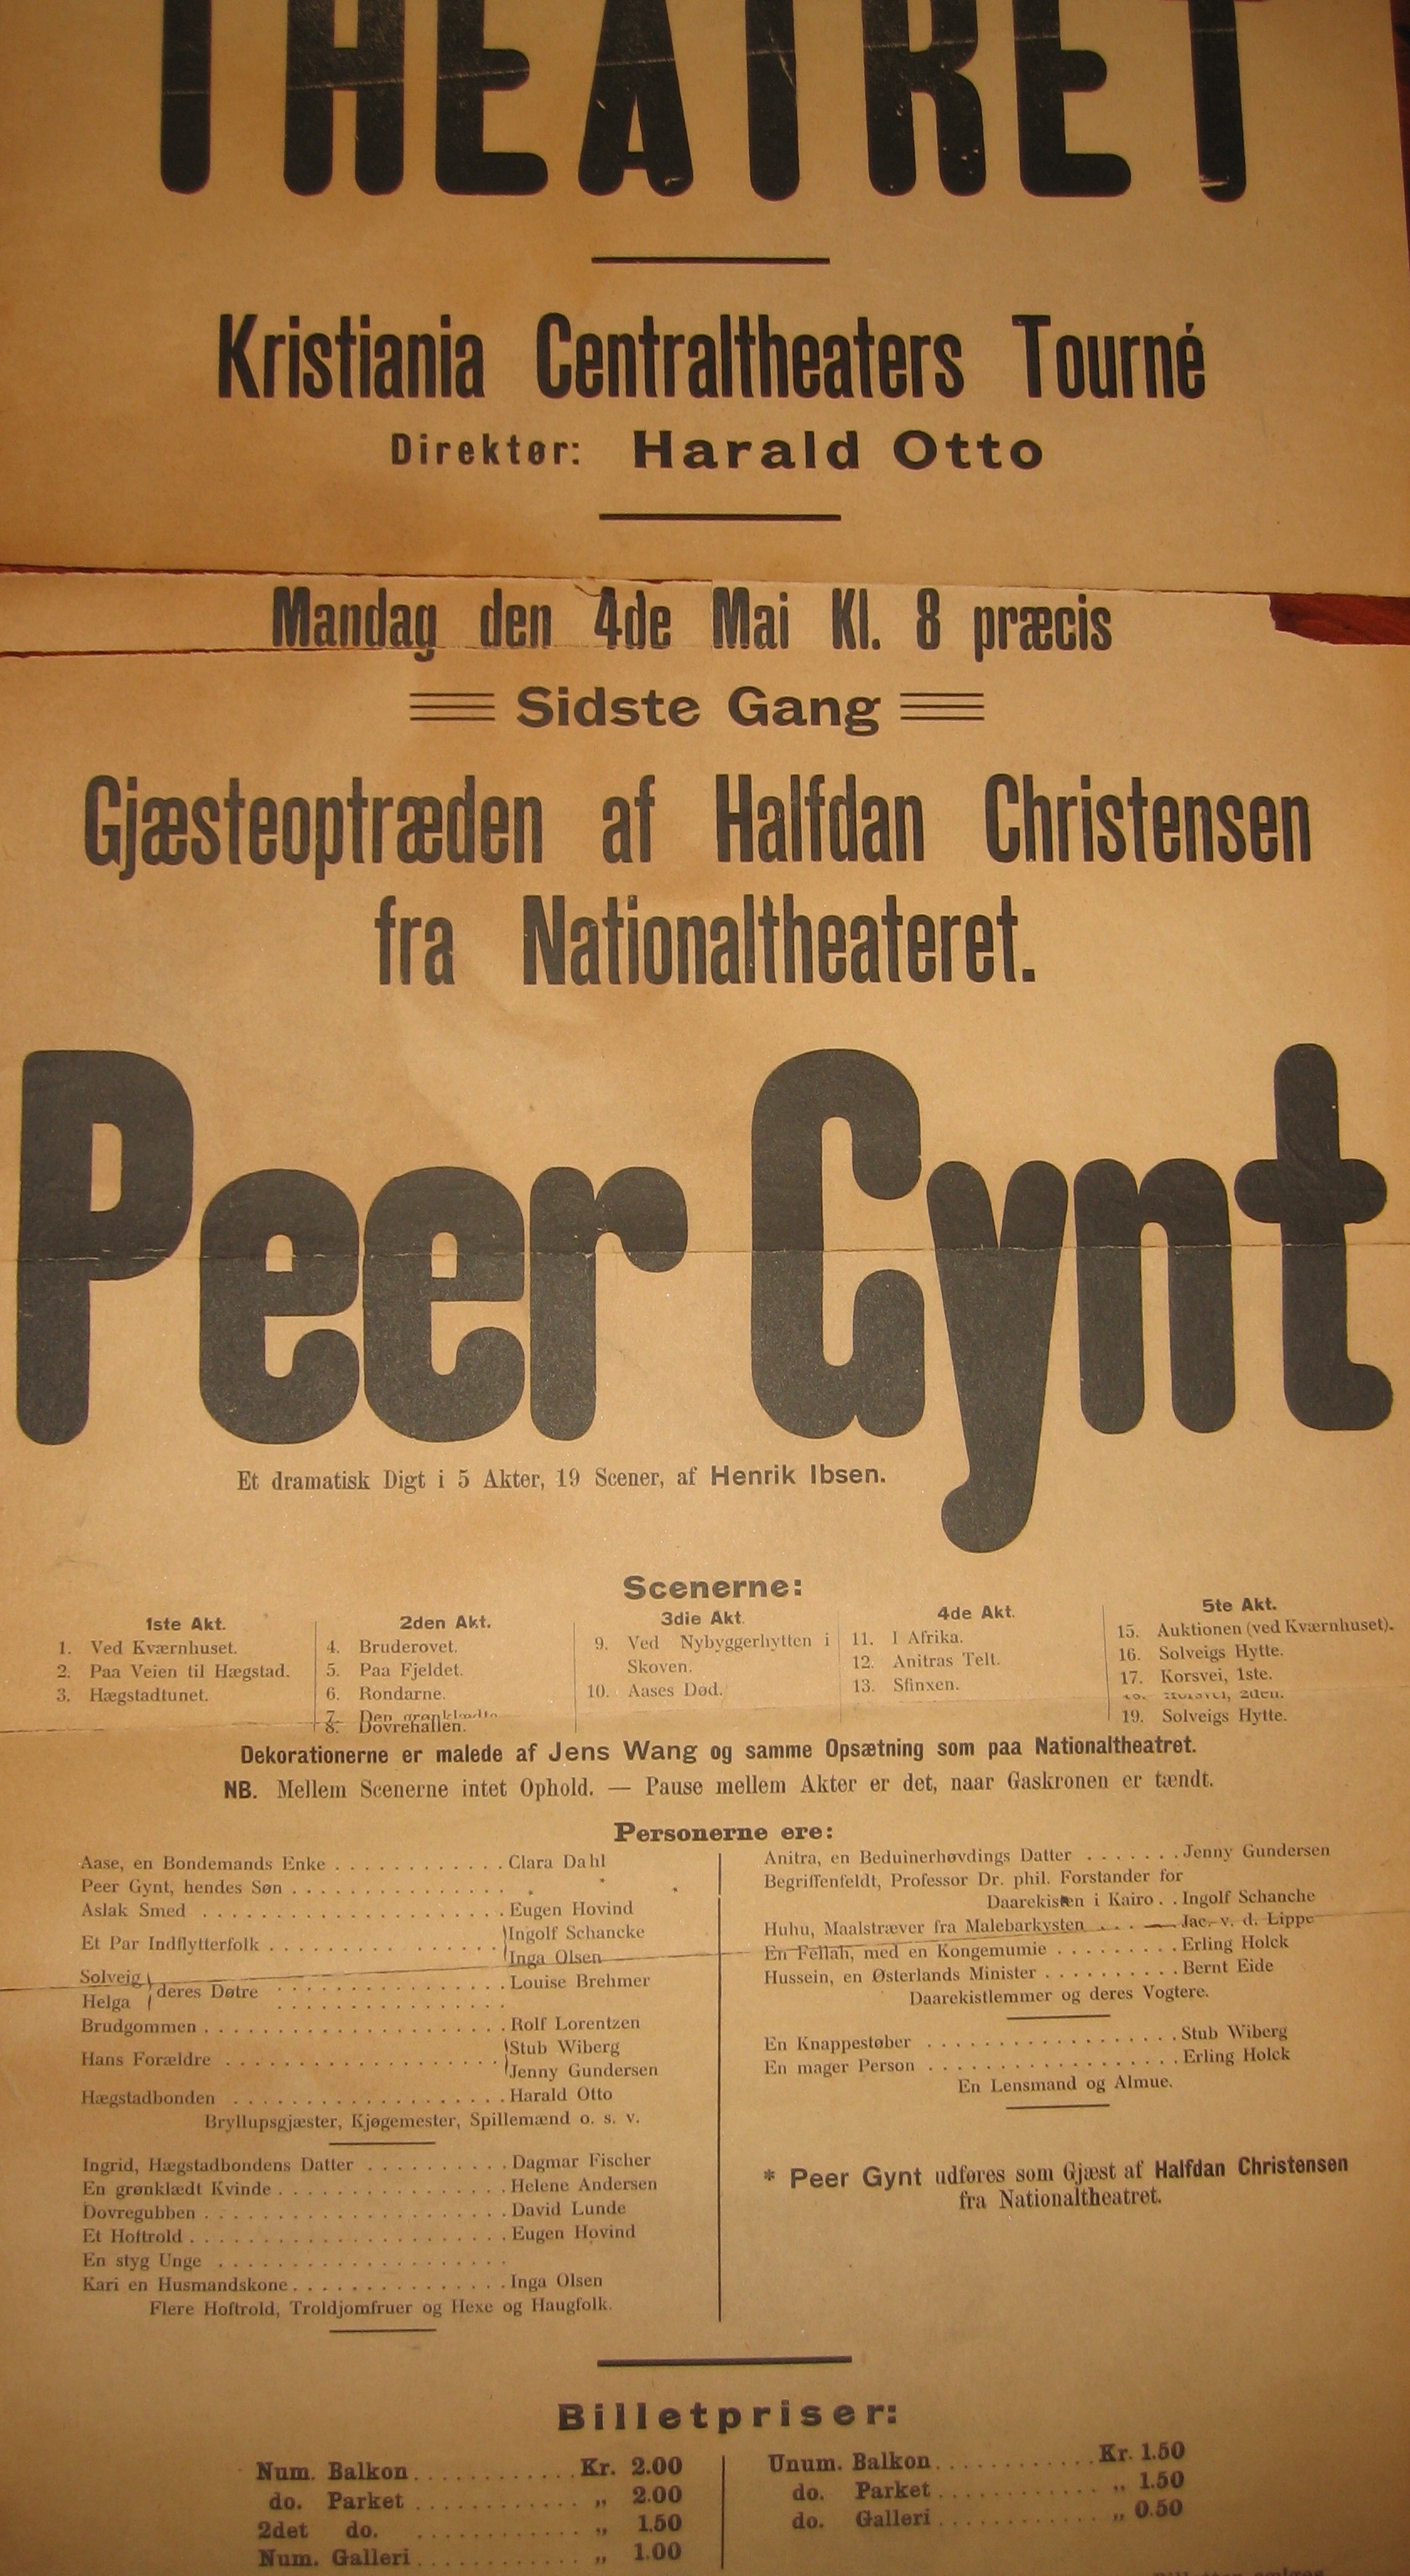 THEATRET
Kristiania Centraltheaters Tourné
Direktør: Harald Otto
Mandag den 4de Mai Kl. 8 præcis
Sidste Gang
Gjæsteoptræden af Halfdan Christensen
fra Nationaltheateret.
Peer Gynt
Et dramatisk Digt i 5 Akter, 19 Scener, af Henrik Ibsen.
Scenerne:
1ste Akt.
1. Ved Kværnhuset.
2. Paa Veien til Hægstad.
3. Hægstadtunet.
2den Akt.
4. Bruderovet.
5. Paa Fjeldet.
6. Rondarne.
7. Den grønklædte
8. Dovrehallen.
3die Akt.
9. Ved Nybyggerhytten i
Skoven.
10. Aases Død.
4de Akt.
11. I Afrika.
12. Anitras Telt.
13. Sfinxen.
5te Akt.
15. Auktionen (ved Kværnhuset).
16. Solveigs Hytte.
17. Korsvei, 1ste.
2den.
19. Solveigs Hytte.
Dekorationerne er malede af Jens Wang og samme Opsætning som paa Nationaltheatret.
NB. Mellem Scenerne intet Ophold. — Pause mellem Akter er det, naar Gaskronen er tændt.
Personerne ere:
Aase, en Bondemands Enke . . . . . . . . . . . . Clara Dahl
Peer Gynt, hendes Søn . . . . . . . . . . . . . . . *
Aslak Smed . . . . . . . . . . . . . . . . . . . . . Eugen Hovind
Et Par Indflytterfolk . . . . . . . . . . . . . . . Ingolf Schancke
Inga Olsen
Solveig
Helga } deres Døtre . . . . . . . . . . . . . . . Louise Brehmer
Brudgommen . . . . . . . . . . . . . . . . . . . . Rolf Lorentzen
Hans Forældre . . . . . . . . . . . . . . . . . . . Stub Wiberg
Jenny Gundersen
Hægstadbonden . . . . . . . . . . . . . . . . . . . Harald Otto
Bryllupsgjæster, Kjøgemester, Spillemænd o. s. v.
Ingrid, Hægstadbondens Datter . . . . . . . . . . Dagmar Fischer
En grønklædt Kvinde . . . . . . . . . . . . . . . . Helene Andersen
Dovregubben . . . . . . . . . . . . . . . . . . . . David Lunde
Et Hoftrold . . . . . . . . . . . . . . . . . . . . . Eugen Hovind
En styg Unge . . . . . . . . . . . . . . . . . . . .
Kari en Husmandskone . . . . . . . . . . . . . . . Inga Olsen
Flere Hoftrold, Troldjomfruer og Hexe og Haugfolk.
Anitra, en Beduinerhøvdings Datter . . . . . . . Jenny Gundersen
Begriffenfeldt, Professor Dr. phil. Forstander for
Daarekisten i Kairo . . Ingolf Schanche
Huhu, Maalstræver fra Malebarkysten . . . . Jac. v. d. Lippe
En Fellah, med en Kongemumie . . . . . . . . . Erling Holck
Hussein, en Østerlands Minister . . . . . . . . . . Bernt Eide
Daarekistlemmer og deres Vogtere.
En Knappestøber . . . . . . . . . . . . . . . . . . Stub Wiberg
En mager Person . . . . . . . . . . . . . . . . . . Erling Holck
En Lensmand og Almue.
* Peer Gynt udføres som Gjæst af Halfdan Christensen
fra Nationaltheatret.
Billetpriser:
Num. Balkon . . . . . . . . . . . . Kr. 2.00
do. Parket . . . . . . . . . . . . „ 2.00
2det do. . . . . . . . . . . . . „ 1.50
Num. Galleri . . . . . . . . . . . . „ 1.00
Unum. Balkon . . . . . . . . . . . . Kr. 1.50
do. Parket . . . . . . . . . . . . „ 1.50
do. Galleri . . . . . . . . . . . . „ 0.50